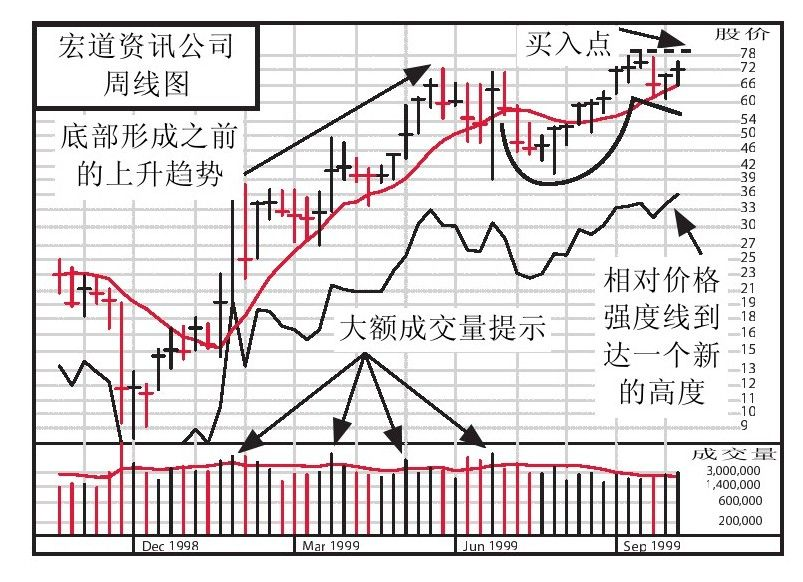 宏道资讯公司
周线图
买入点
股价
底部形成之前
的上升趋势
78
72
66
60
54
50
46
42
39
36
33
30
27
25
23
21
19
18
16
15
13
12
11
10
9
相对价格
强度线到
达一个新
的高度
大额成交量提示
成交量
3,000,000
1,400,000
600,000
200,000
Dec 1998
Mar 1999
Jun 1999
Sep 1999